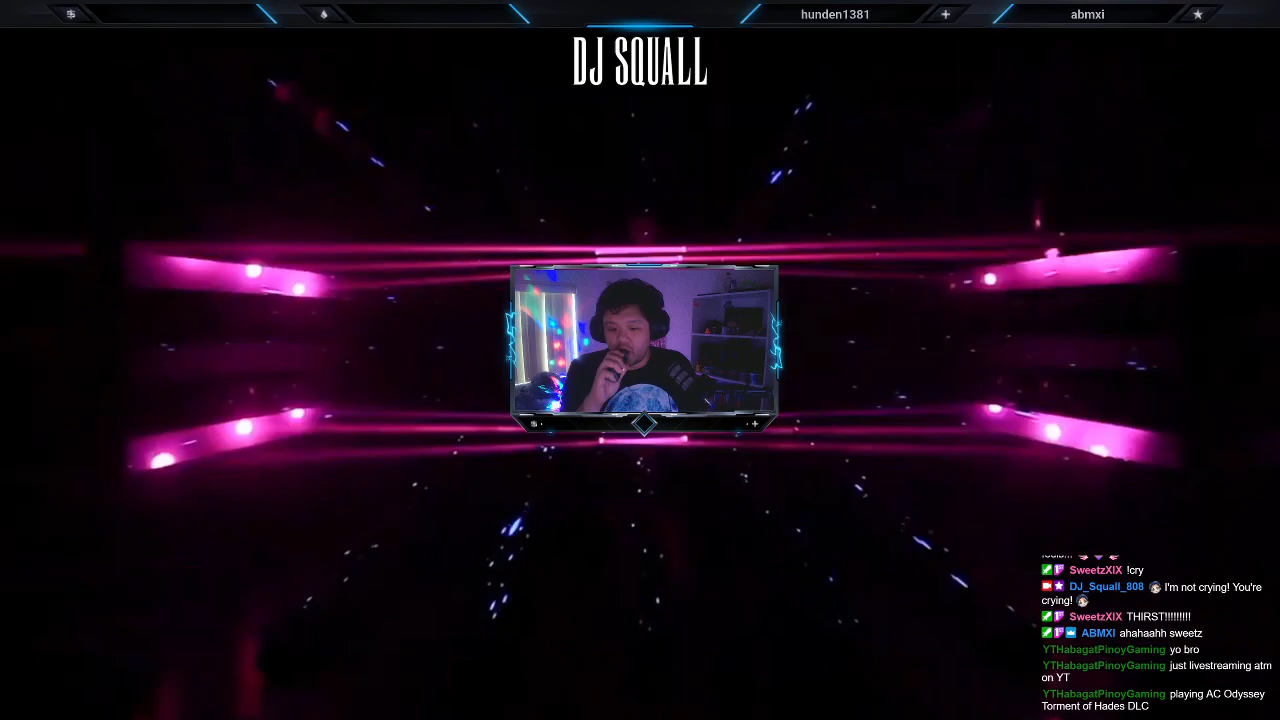 hunden1381
abmxi
DJ SQUALL
SweetzXIX !cry
DJ_Squall_808 I'm not crying! You're
crying!
SweetzXIX THIRST!!!!!!!!!
ABMXI ahahaahh sweetz
YTHabagatPinoyGaming yo bro
YTHabagatPinoyGaming just livestreaming atm
on YT
YTHabagatPinoyGaming playing AC Odyssey
Torment of Hades DLC